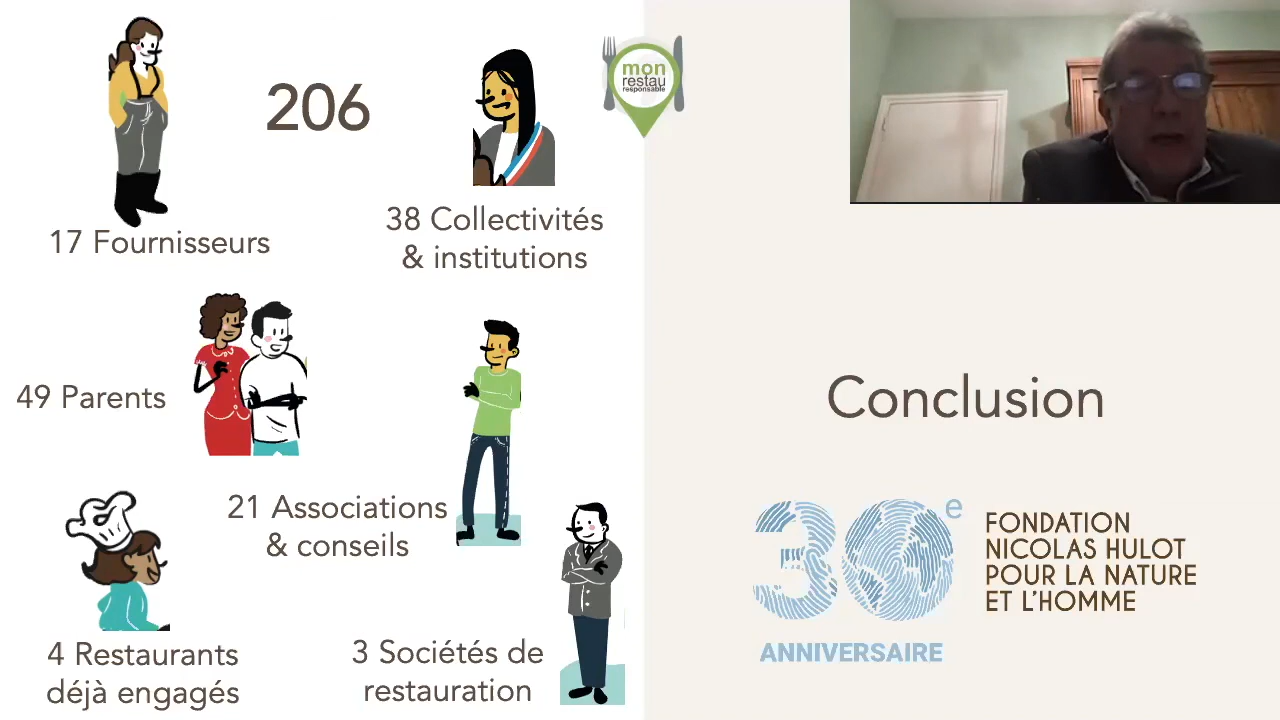 206
mon
restau
responsable
17 Fournisseurs
38 Collectivités
& institutions
49 Parents
21 Associations
& conseils
4 Restaurants
déjà engagés
3 Sociétés de
restauration
Conclusion
30e
ANNIVERSAIRE
FONDATION
NICOLAS HULOT
POUR LA NATURE
ET L'HOMME